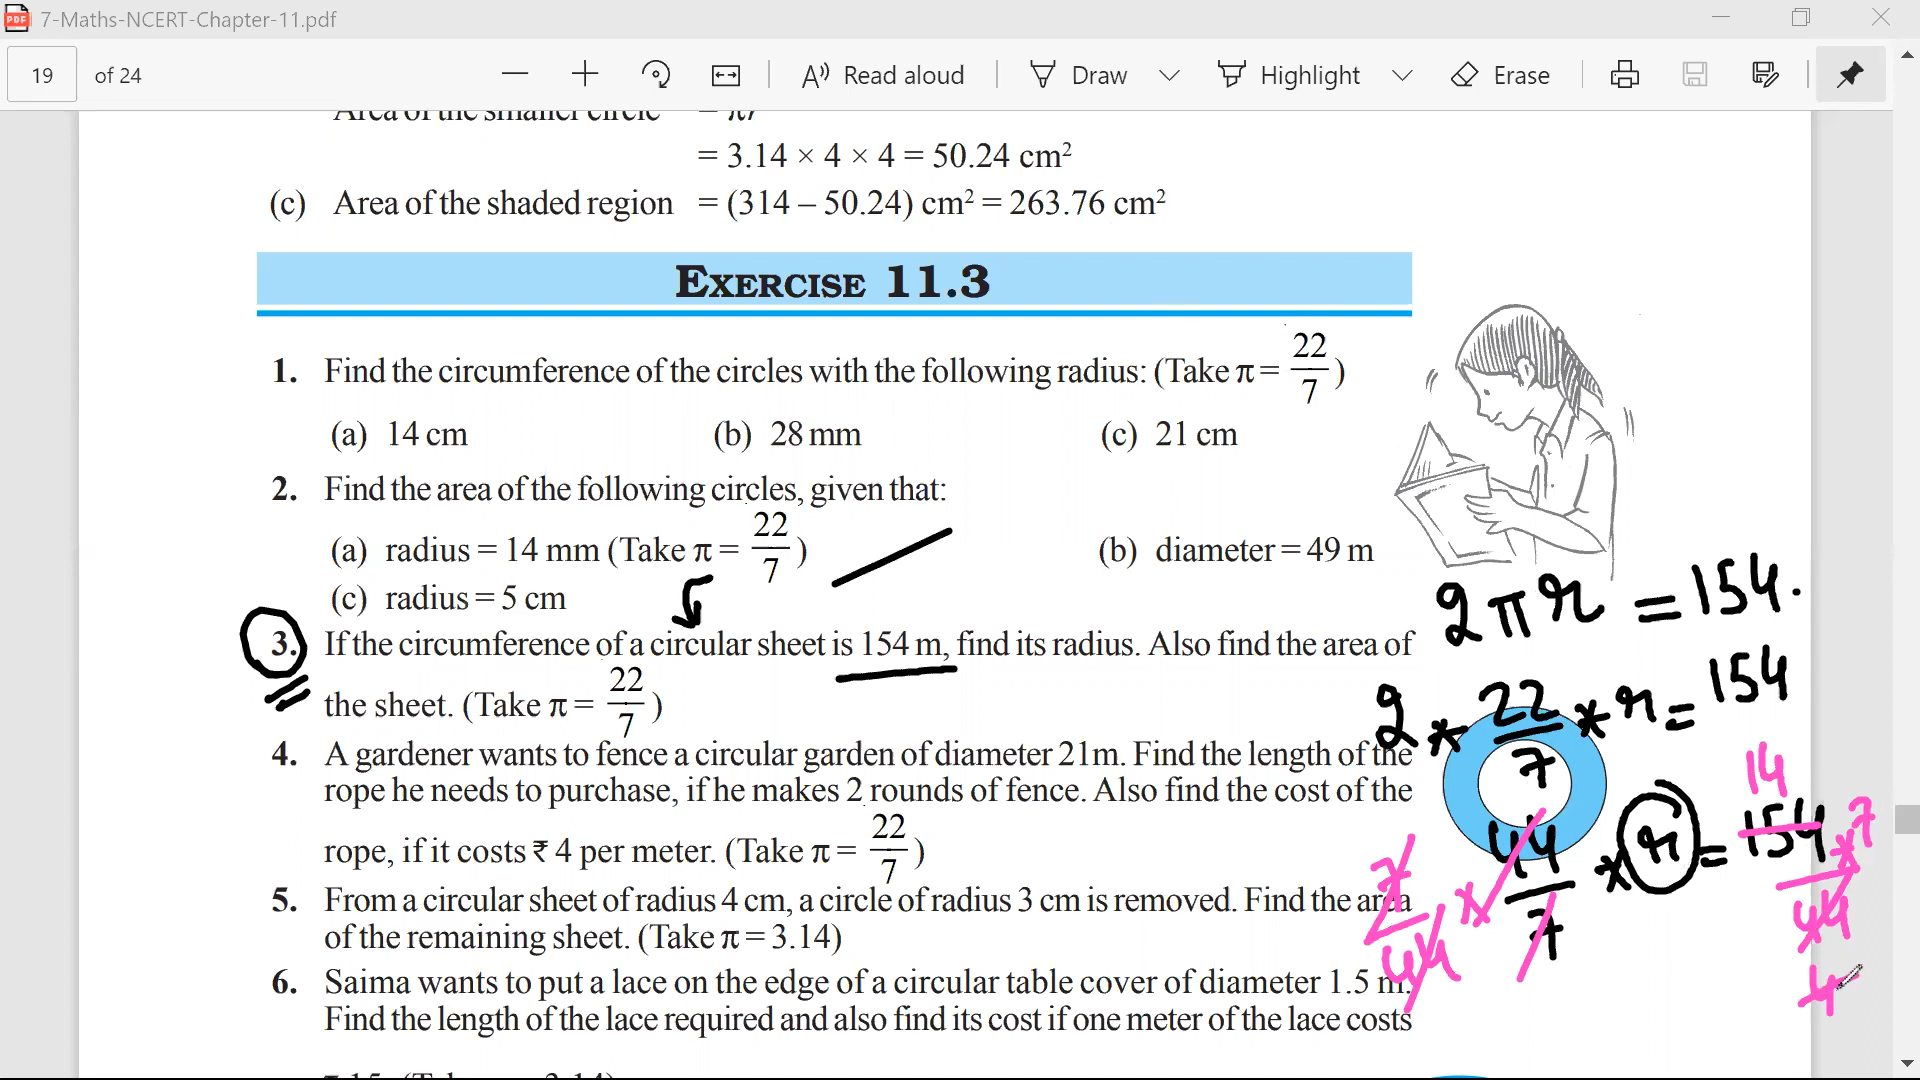 7-Maths-NCERT-Chapter-11.pdf
19 of 24
Read aloud
Draw
Highlight
Erase
Area of the smaller circle = πr
= 3.14 × 4 × 4 = 50.24 cm²
(c) Area of the shaded region = (314 – 50.24) cm² = 263.76 cm²
EXERCISE 11.3
1. Find the circumference of the circles with the following radius: (Take π = 22/7)
(a) 14 cm (b) 28 mm (c) 21 cm
2. Find the area of the following circles, given that:
(a) radius = 14 mm (Take π = 22/7) (b) diameter = 49 m
(c) radius = 5 cm
3. If the circumference of a circular sheet is 154 m, find its radius. Also find the area of
the sheet. (Take π = 22/7)
4. A gardener wants to fence a circular garden of diameter 21m. Find the length of the
rope he needs to purchase, if he makes 2 rounds of fence. Also find the cost of the
rope, if it costs ₹ 4 per meter. (Take π = 22/7)
5. From a circular sheet of radius 4 cm, a circle of radius 3 cm is removed. Find the area
of the remaining sheet. (Take π = 3.14)
6. Saima wants to put a lace on the edge of a circular table cover of diameter 1.5 m.
Find the length of the lace required and also find its cost if one meter of the lace costs
2πr = 154.
2 * 22/7 * r = 154
14
7/44 × 44/7 * r = 154 × 7/44
4